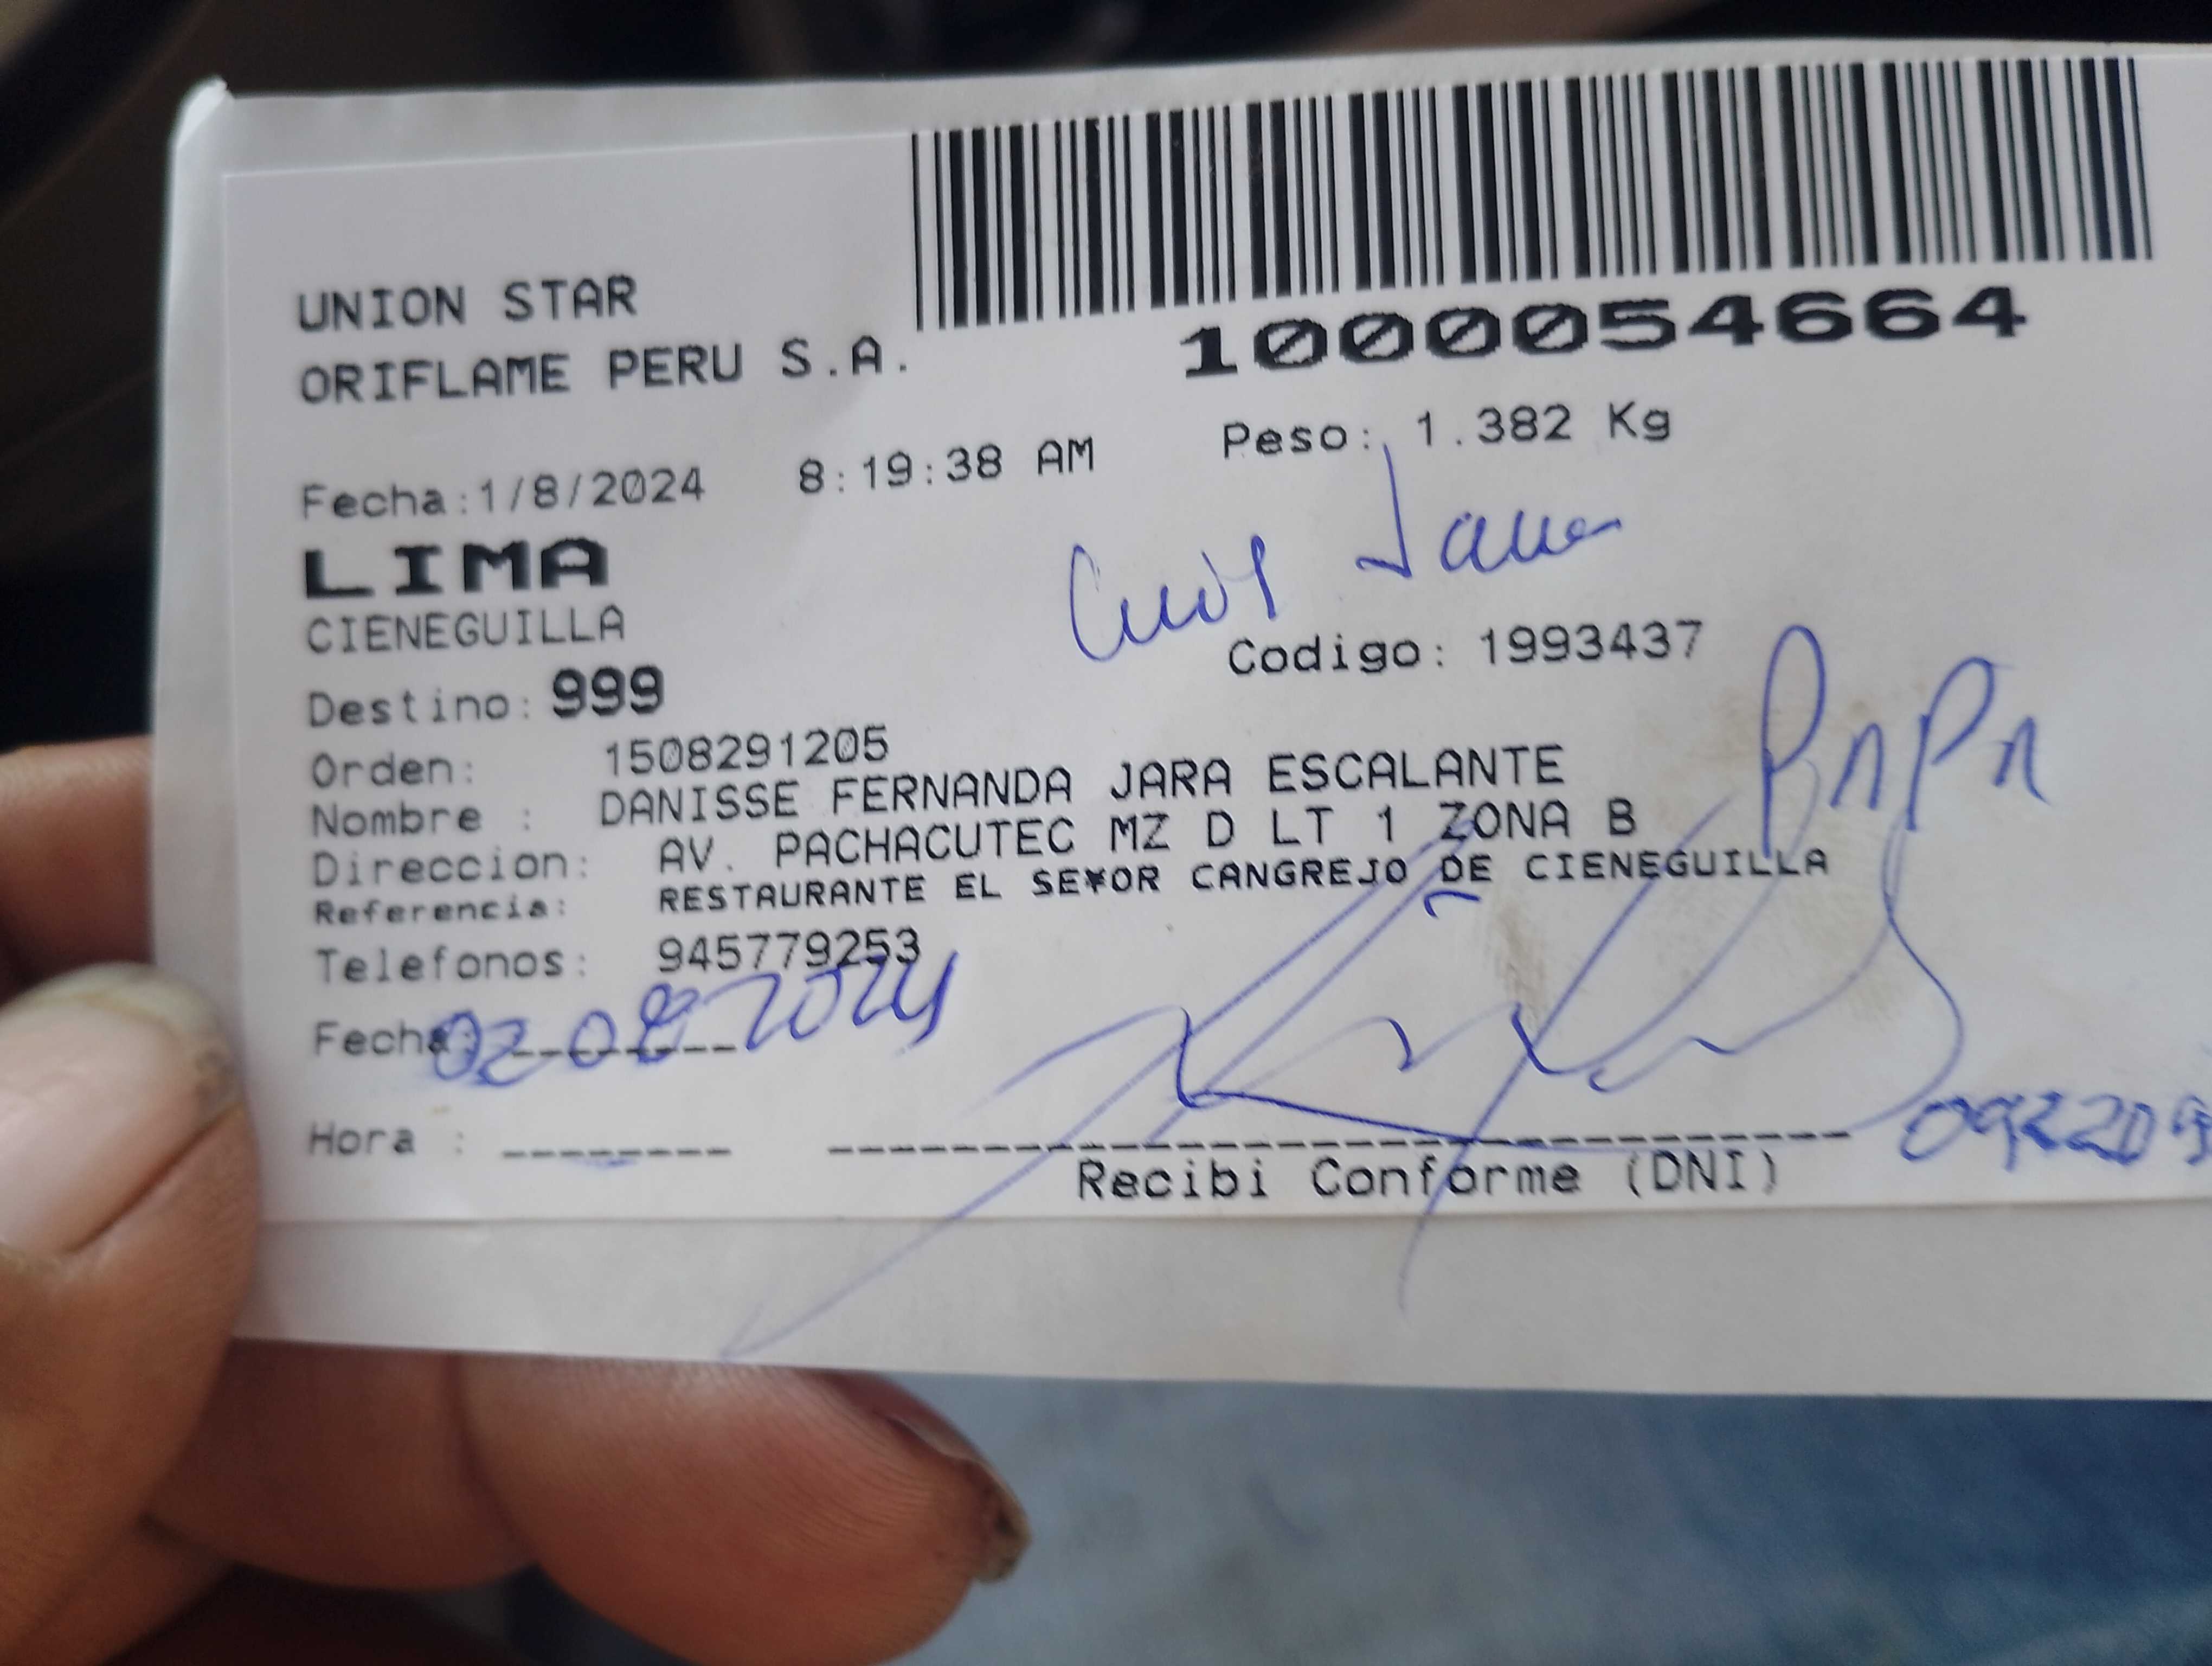 UNION STAR
ORIFLAME PERU S.A.
1000054664
Fecha:1/8/2024 8:19:38 AM Peso: 1.382 Kg
LIMA
CIENEGUILLA
Codigo: 1993437
Destino: 999
Orden: 1508291205
Nombre : DANISSE FERNANDA JARA ESCALANTE
Direccion: AV. PACHACUTEC MZ D LT 1 ZONA B
Referencia: RESTAURANTE EL SE¥OR CANGREJO DE CIENEGUILLA
Telefonos: 945779253
Fecha: 02 08 2024
Hora :
Recibi Conforme (DNI)